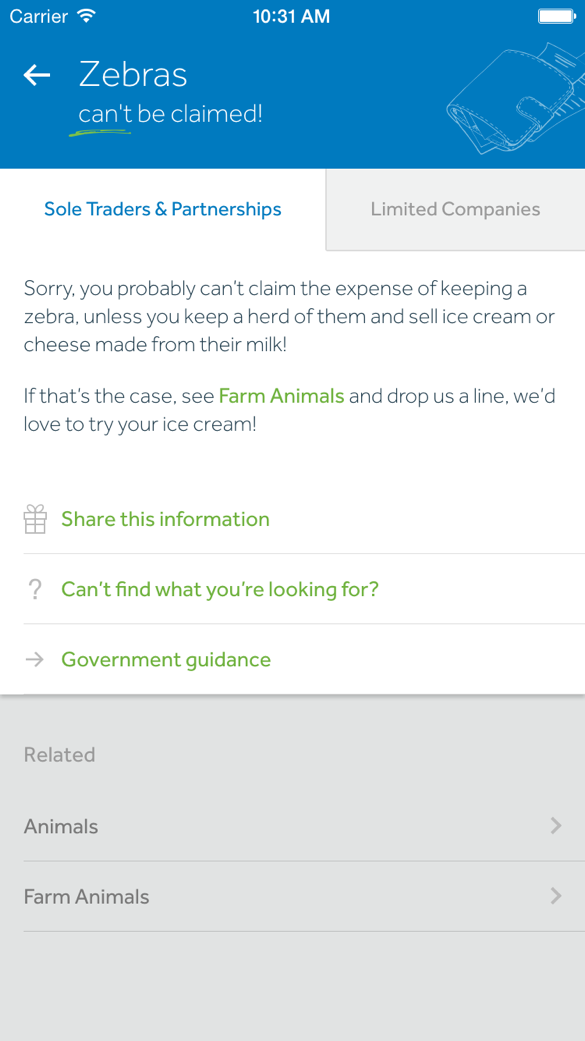 Carrier 10:31 AM
Zebras
can't be claimed!
Sole Traders & Partnerships
Limited Companies
Sorry, you probably can't claim the expense of keeping a
zebra, unless you keep a herd of them and sell ice cream or
cheese made from their milk!
If that's the case, see Farm Animals and drop us a line, we'd
love to try your ice cream!
Share this information
? Can't find what you're looking for?
Government guidance
Related
Animals
Farm Animals